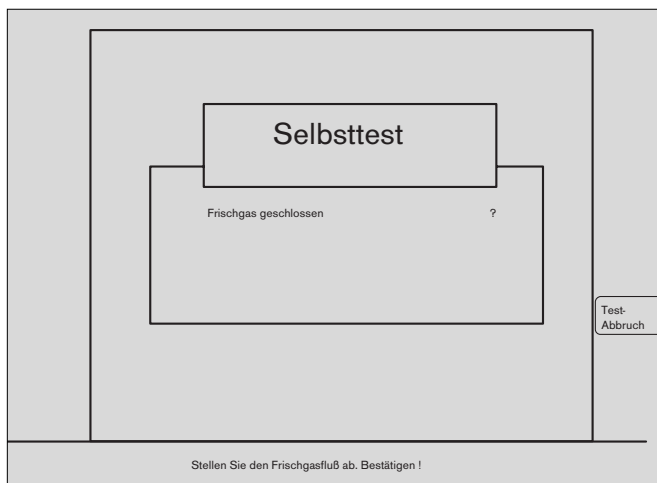 Selbsttest
Frischgas geschlossen ?
Test-
Abbruch
Stellen Sie den Frischgasfluß ab. Bestätigen !